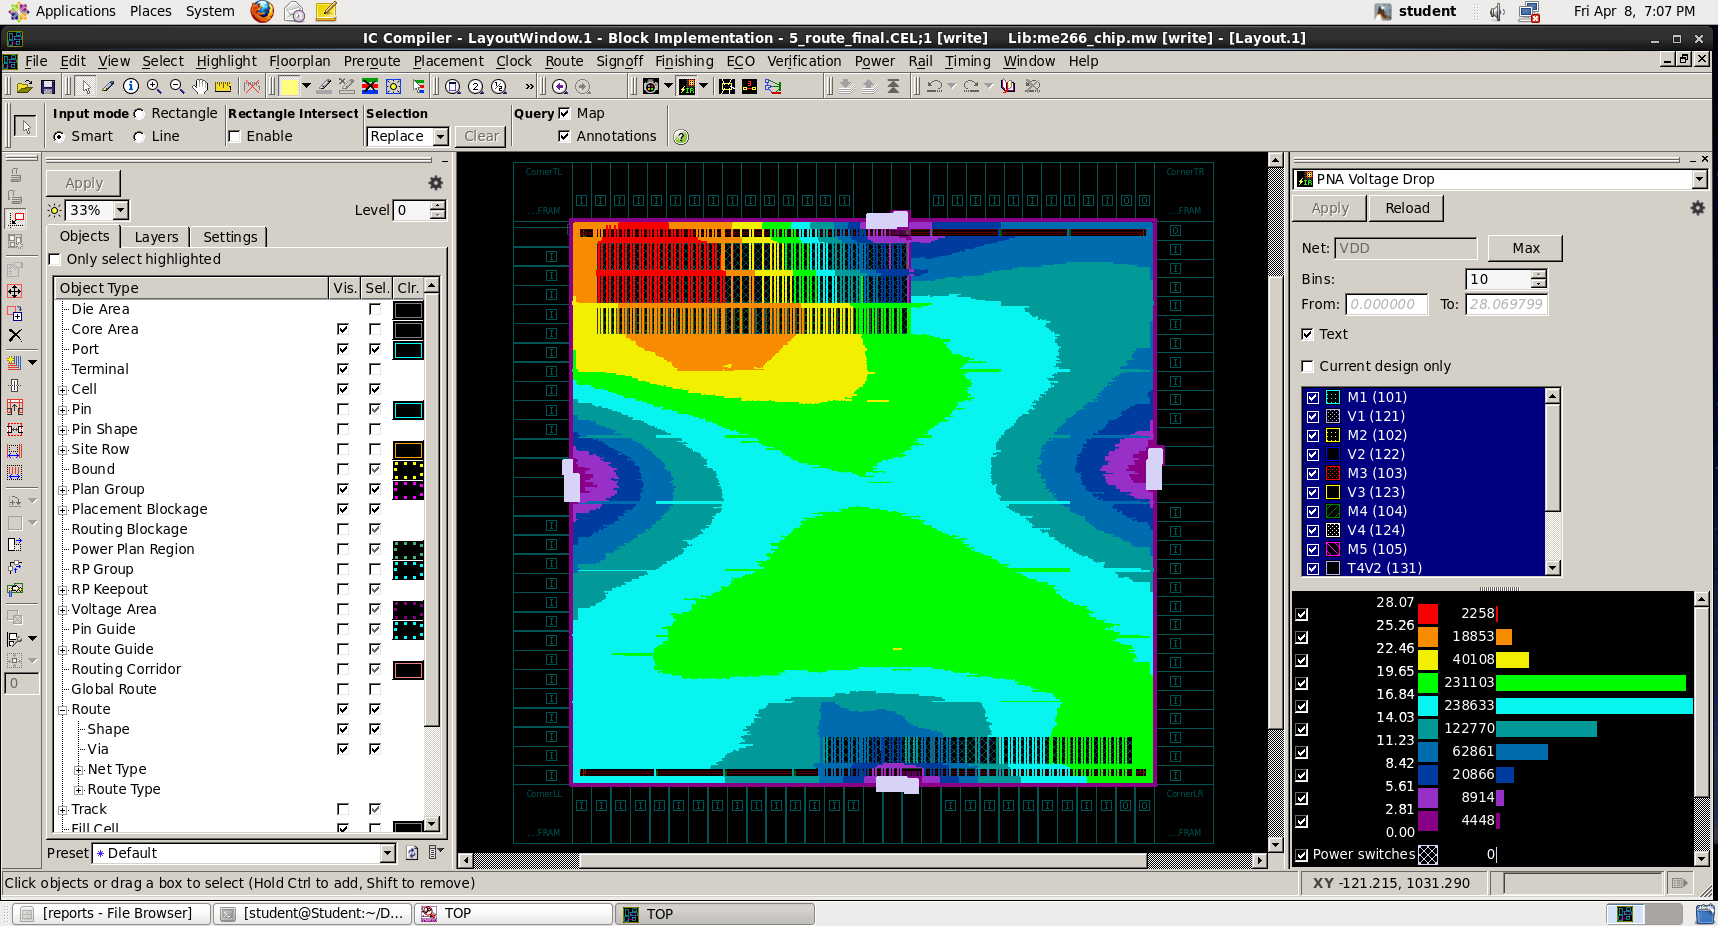 Applications Places System student Fri Apr 8, 7:07 PM
IC Compiler - LayoutWindow.1 - Block Implementation - 5_route_final.CEL;1 [write] Lib:me266_chip.mw [write] - [Layout.1]
File Edit View Select Highlight Floorplan Preroute Placement Clock Route Signoff Finishing ECO Verification Power Rail Timing Window Help
Input mode Rectangle Rectangle Intersect Selection Query Map
Smart Line Enable Replace Clear Annotations
Apply
33% Level 0
Objects Layers Settings
Only select highlighted
Object Type Vis. Sel. Clr.
Die Area
Core Area
Port
Terminal
Cell
Pin
Pin Shape
Site Row
Bound
Plan Group
Placement Blockage
Routing Blockage
Power Plan Region
RP Group
RP Keepout
Voltage Area
Pin Guide
Route Guide
Routing Corridor
Global Route
Route
Shape
Via
Net Type
Route Type
Track
Fill Cell
Preset * Default
0
CornerTL CornerTR
....FRAM ....FRAM
CornerLL CornerLR
....FRAM ....FRAM
PNA Voltage Drop
Apply Reload
Net: VDD Max
Bins: 10
From: 0.000000 To: 28.069799
Text
Current design only
M1 (101)
V1 (121)
M2 (102)
V2 (122)
M3 (103)
V3 (123)
M4 (104)
V4 (124)
M5 (105)
T4V2 (131)
28.07
2258
25.26
18853
22.46
40108
19.65
231103
16.84
238633
14.03
122770
11.23
62861
8.42
20866
5.61
8914
2.81
4448
0.00
Power switches 0
Click objects or drag a box to select (Hold Ctrl to add, Shift to remove) XY -121.215, 1031.290
[reports - File Browser] [student@Student:~/D... TOP TOP